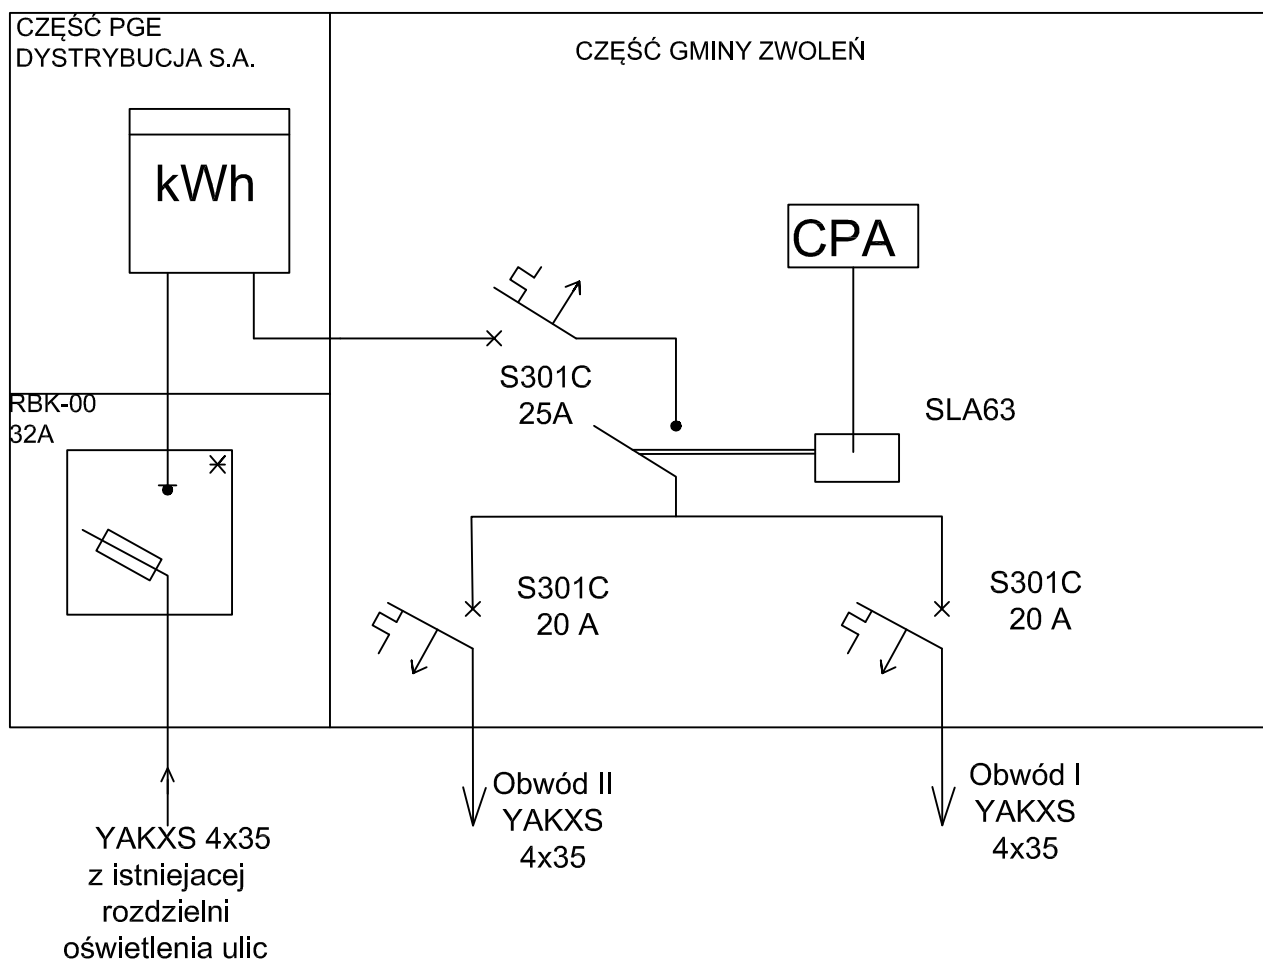 CZĘŚĆ PGE
DYSTRYBUCJA S.A.
CZĘŚĆ GMINY ZWOLEŃ
kWh
CPA
S301C
25A
SLA63
RBK-00
32A
S301C
20 A
S301C
20 A
Obwód II
YAKXS
4x35
Obwód I
YAKXS
4x35
YAKXS 4x35
z istniejacej
rozdzielni
oświetlenia ulic